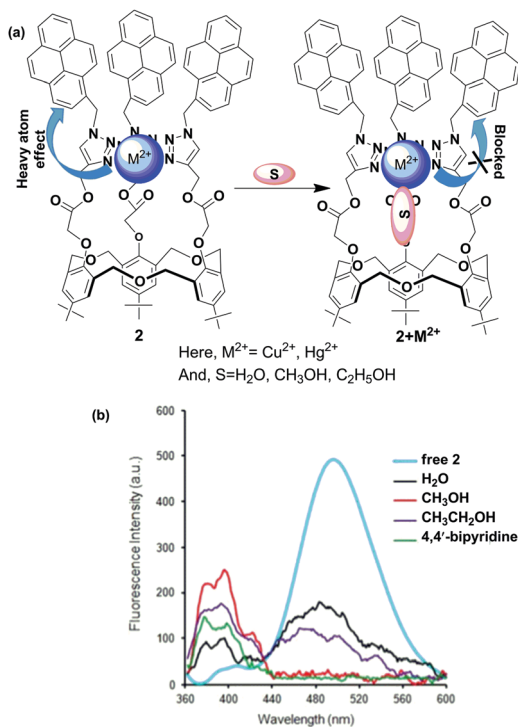 (a)
N
N
N
N
N
N
N
N
Heavy atom
effect
M2+
S
M2+
S
Blocked
O
O
O
O
O
O
O
O
O
O
O
O
2
2+M2+
Here, M2+= Cu2+, Hg2+
And, S=H2O, CH3OH, C2H5OH
(b)
Fluorescence Intensity (a.u.)
600
500
400
300
200
100
00
360
400
440
480
520
560
600
Wavelength (nm)
free 2
H2O
CH3OH
CH3CH2OH
4,4′-bipyridine